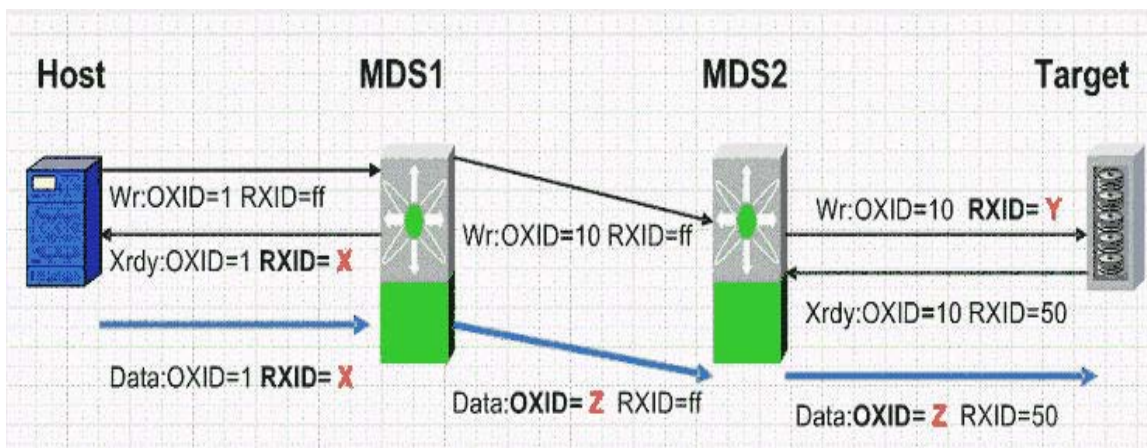 Host
MDS1
MDS2
Target
Wr:OXID=1 RXID=ff
Wr:OXID=10 RXID=ff
Wr:OXID=10 RXID= Y
Xrdy:OXID=1 RXID= X
Xrdy:OXID=10 RXID=50
Data:OXID=1 RXID= X
Data:OXID= Z RXID=ff
Data:OXID= Z RXID=50